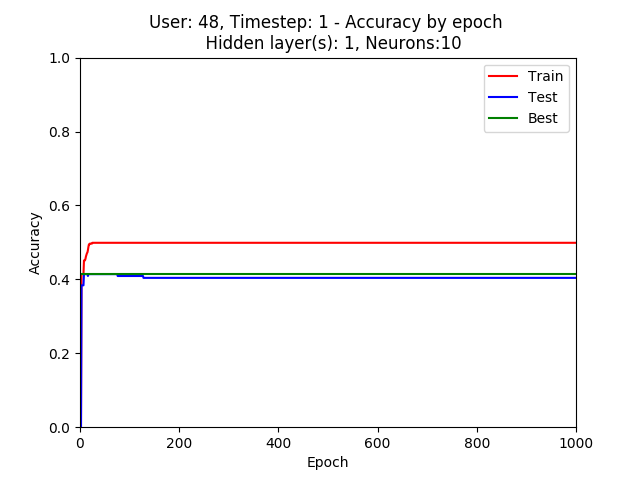 User: 48, Timestep: 1 - Accuracy by epoch
Hidden layer(s): 1, Neurons:10
1.0
Train
Test
Best
0.8
0.6
Accuracy
0.4
0.2
0.0
0 200 400 600 800 1000
Epoch